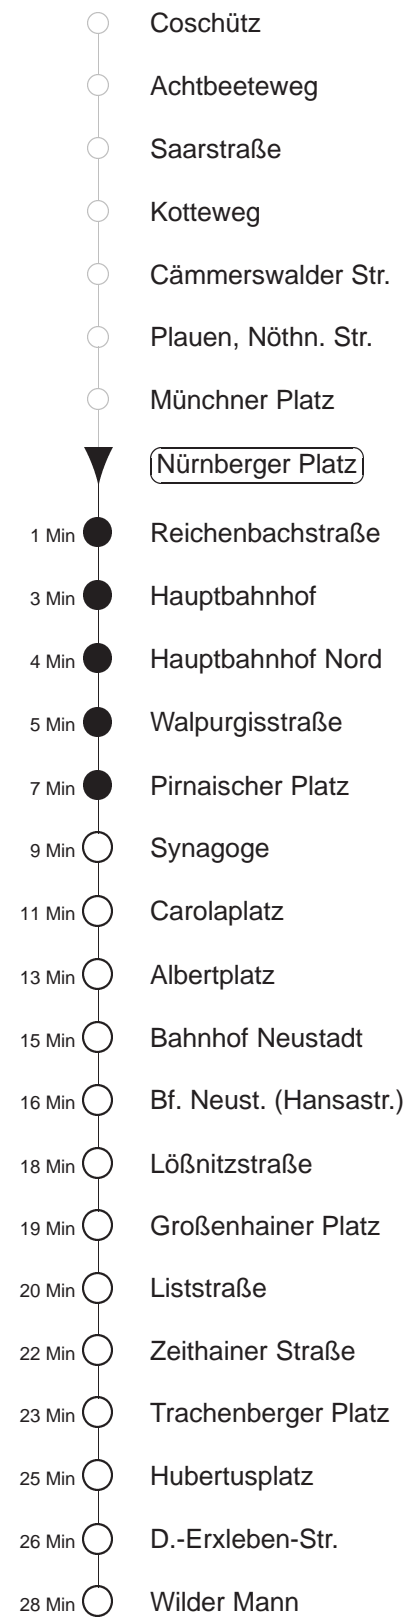 Coschütz
Achtbeeteweg
Saarstraße
Kotteweg
Cämmerswalder Str.
Plauen, Nöthn. Str.
Münchner Platz
Nürnberger Platz
1 Min Reichenbachstraße
3 Min Hauptbahnhof
4 Min Hauptbahnhof Nord
5 Min Walpurgisstraße
7 Min Pirnaischer Platz
9 Min Synagoge
11 Min Carolaplatz
13 Min Albertplatz
15 Min Bahnhof Neustadt
16 Min Bf. Neust. (Hansastr.)
18 Min Lößnitzstraße
19 Min Großenhainer Platz
20 Min Liststraße
22 Min Zeithainer Straße
23 Min Trachenberger Platz
25 Min Hubertusplatz
26 Min D.-Erxleben-Str.
28 Min Wilder Mann